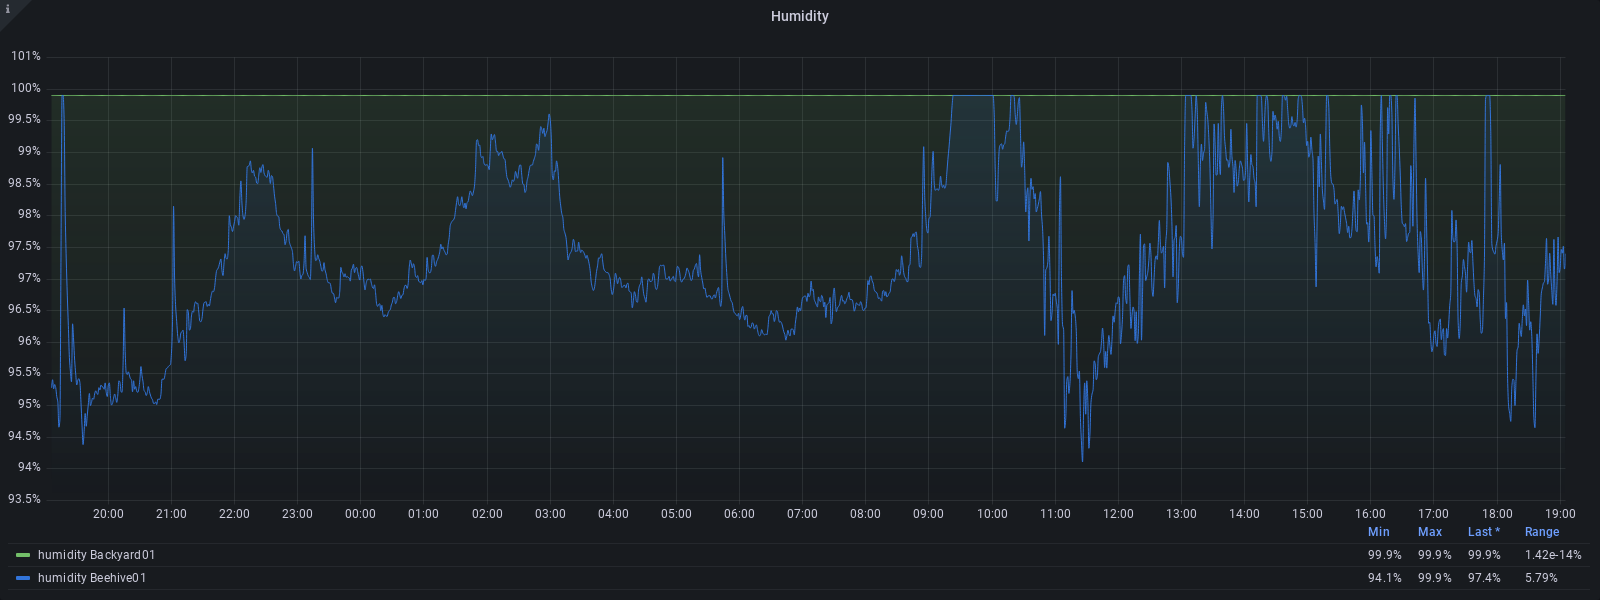 i
Humidity
101%
100%
99.5%
99%
98.5%
98%
97.5%
97%
96.5%
96%
95.5%
95%
94.5%
94%
93.5%
20:00 21:00 22:00 23:00 00:00 01:00 02:00 03:00 04:00 05:00 06:00 07:00 08:00 09:00 10:00 11:00 12:00 13:00 14:00 15:00 16:00 17:00 18:00 19:00
Min Max Last * Range
humidity Backyard01 99.9% 99.9% 99.9% 1.42e-14%
humidity Beehive01 94.1% 99.9% 97.4% 5.79%